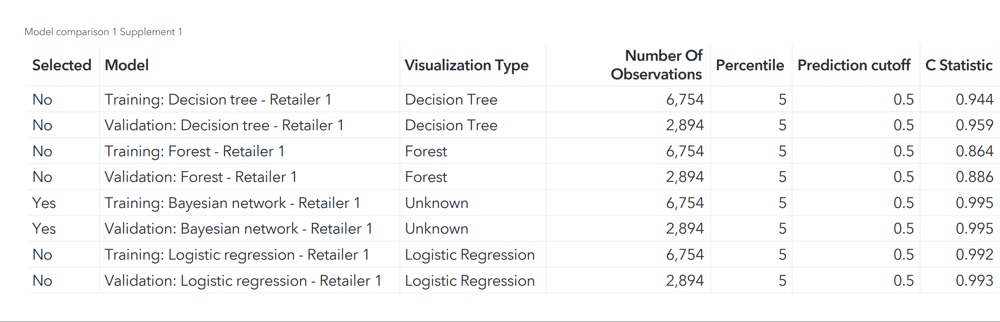 Model comparison 1 Supplement 1
Selected Model Visualization Type Number Of Observations Percentile Prediction cutoff C Statistic
No Training: Decision tree - Retailer 1 Decision Tree 6,754 5 0.5 0.944
No Validation: Decision tree - Retailer 1 Decision Tree 2,894 5 0.5 0.959
No Training: Forest - Retailer 1 Forest 6,754 5 0.5 0.864
No Validation: Forest - Retailer 1 Forest 2,894 5 0.5 0.886
Yes Training: Bayesian network - Retailer 1 Unknown 6,754 5 0.5 0.995
Yes Validation: Bayesian network - Retailer 1 Unknown 2,894 5 0.5 0.995
No Training: Logistic regression - Retailer 1 Logistic Regression 6,754 5 0.5 0.992
No Validation: Logistic regression - Retailer 1 Logistic Regression 2,894 5 0.5 0.993